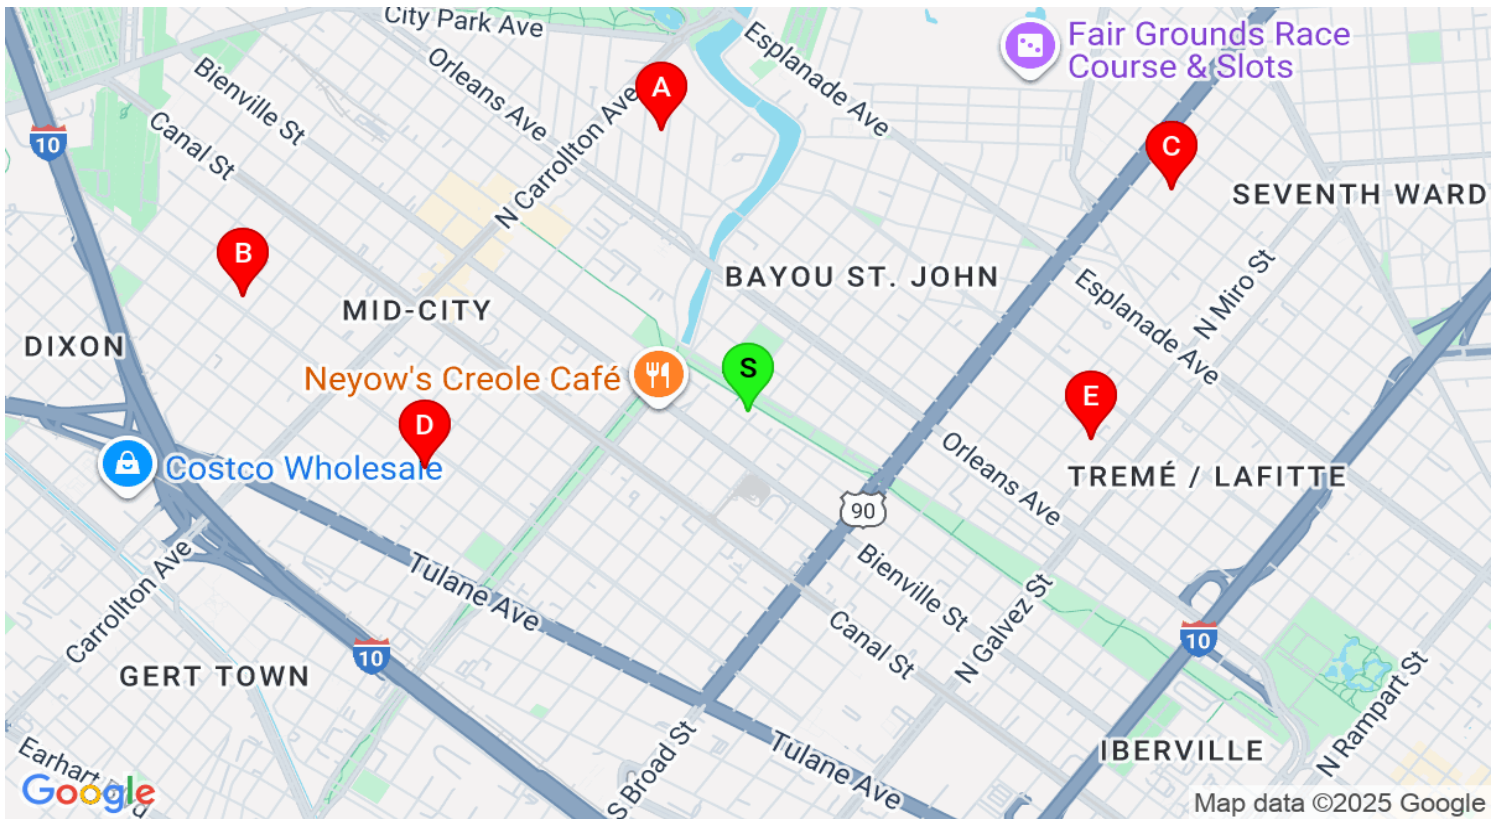 City Park Ave
Esplanade Ave
Fair Grounds Race
Course & Slots
Orleans Ave
Bienville St
A
10
Canal St
N Carrollton Ave
C
SEVENTH WARD
B
BAYOU ST. JOHN
MID-CITY
N Miro St
Esplanade Ave
DIXON
Neyow's Creole Café
S
E
D
Costco Wholesale
Orleans Ave
TREMÉ / LAFITTE
90
Carrollton Ave
Tulane Ave
Bienville St
N Galvez St
Canal St
10
10
GERT TOWN
N Rampart St
S Broad St
Tulane Ave
IBERVILLE
Earhart
Google
Map data ©2025 Google